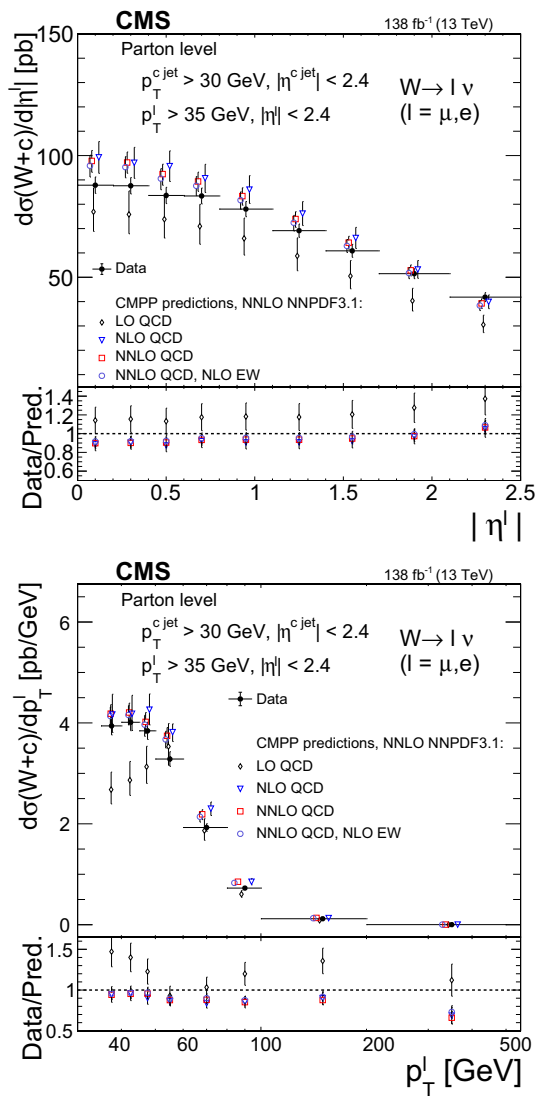 CMS
138 fb⁻¹ (13 TeV)
Parton level
p_T^{c jet} > 30 GeV, |η^{c jet}| < 2.4
p_T^l > 35 GeV, |η^l| < 2.4
W → l ν
(l = μ,e)
dσ(W+c)/d|η^l| [pb]
150
100
50
Data
CMPP predictions, NNLO NNPDF3.1:
LO QCD
NLO QCD
NNLO QCD
NNLO QCD, NLO EW
Data/Pred.
1.4
1.2
1
0.8
0.6
0 0.5 1 1.5 2 2.5
| η^l |
CMS
138 fb⁻¹ (13 TeV)
Parton level
p_T^{c jet} > 30 GeV, |η^{c jet}| < 2.4
p_T^l > 35 GeV, |η^l| < 2.4
W → l ν
(l = μ,e)
dσ(W+c)/dp_T^l [pb/GeV]
6
4
2
0
Data
CMPP predictions, NNLO NNPDF3.1:
LO QCD
NLO QCD
NNLO QCD
NNLO QCD, NLO EW
Data/Pred.
1.5
1
0.5
40 60 100 200 500
p_T^l [GeV]